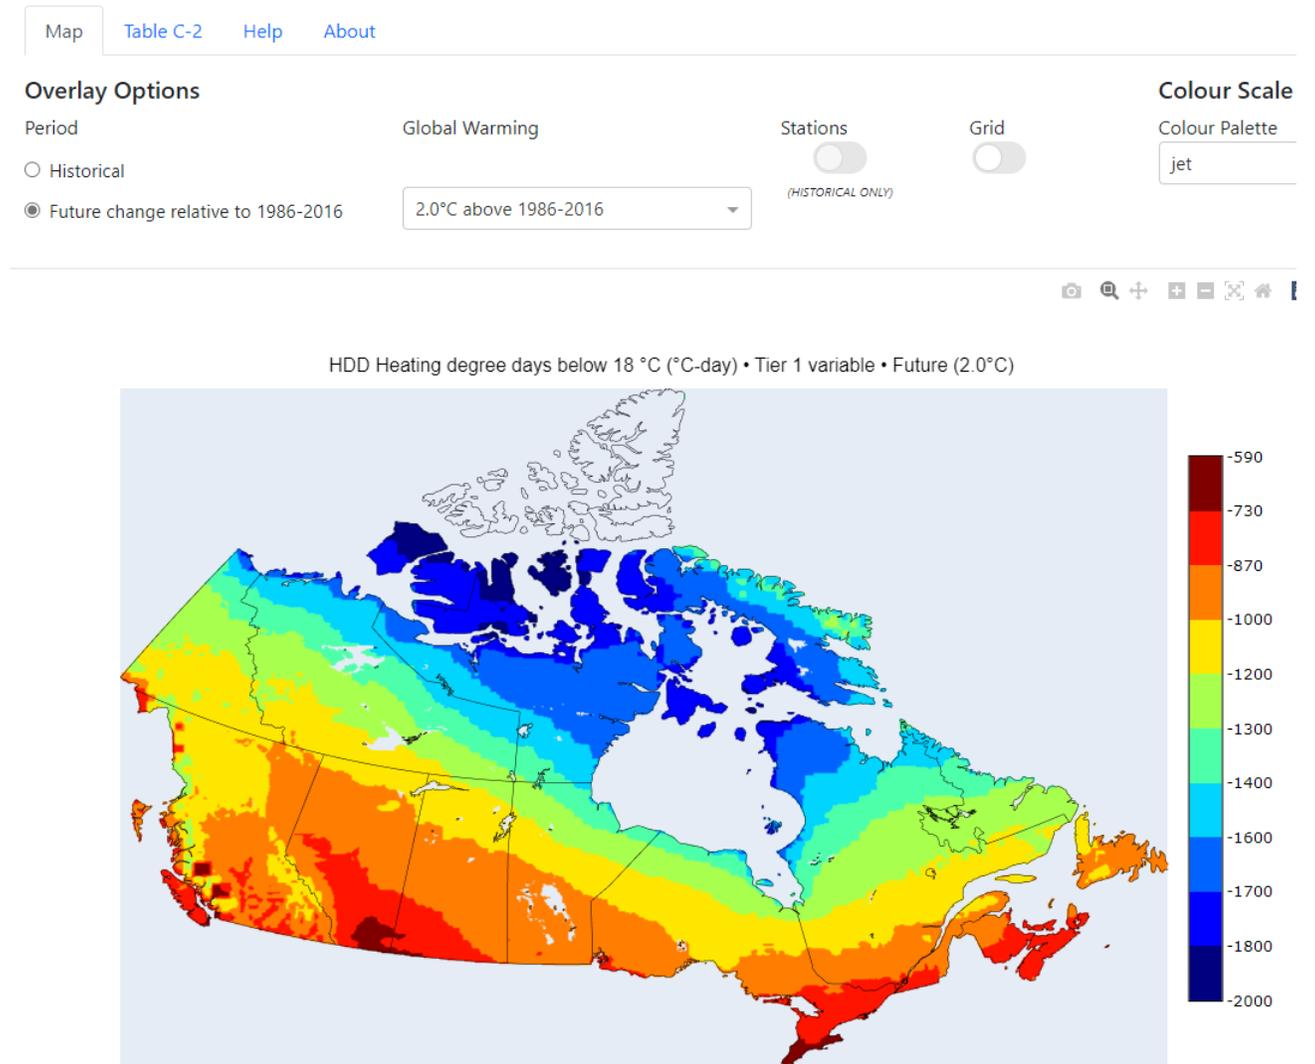 Map Table C-2 Help About
Overlay Options
Colour Scale
Period
Global Warming
Stations
Grid
Colour Palette
Historical
jet
(HISTORICAL ONLY)
Future change relative to 1986-2016
2.0°C above 1986-2016
HDD Heating degree days below 18 °C (°C-day) • Tier 1 variable • Future (2.0°C)
-590
-730
-870
-1000
-1200
-1300
-1400
-1600
-1700
-1800
-2000